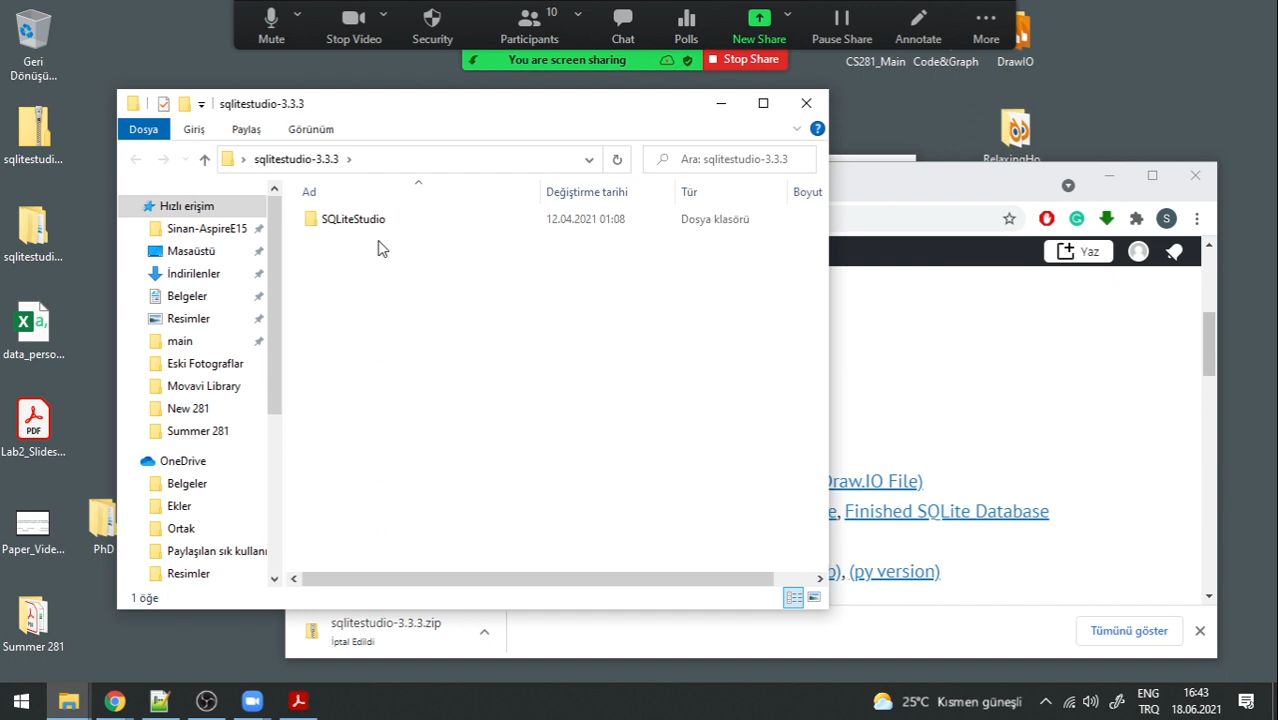 Mute
Stop Video
Security
Participants
10
Chat
Polls
New Share
Pause Share
Annotate
More
You are screen sharing
Stop Share
Geri
Dönüşü...
sqlitestudi...
sqlitestudi...
data_perso...
Lab2_Slides...
Paper_Vide...
PhD
Summer 281
CS281_Main
Code&Graph
DrawIO
RelaxingHo
sqlitestudio-3.3.3
Dosya
Giriş
Paylaş
Görünüm
sqlitestudio-3.3.3
Ara: sqlitestudio-3.3.3
Ad
Değiştirme tarihi
Tür
Boyut
SQLiteStudio
12.04.2021 01:08
Dosya klasörü
Hızlı erişim
Sinan-AspireE15
Masaüstü
İndirilenler
Belgeler
Resimler
main
Eski Fotograflar
Movavi Library
New 281
Summer 281
OneDrive
Belgeler
Ekler
Ortak
Paylaşılan sık kullanı
Resimler
1 öğe
S
Yaz
Draw.IO File)
e, Finished SQLite Database
), (py version)
sqlitestudio-3.3.3.zip
İptal Edildi
Tümünü göster
25°C Kısmen güneşli
ENG
TRQ
16:43
18.06.2021